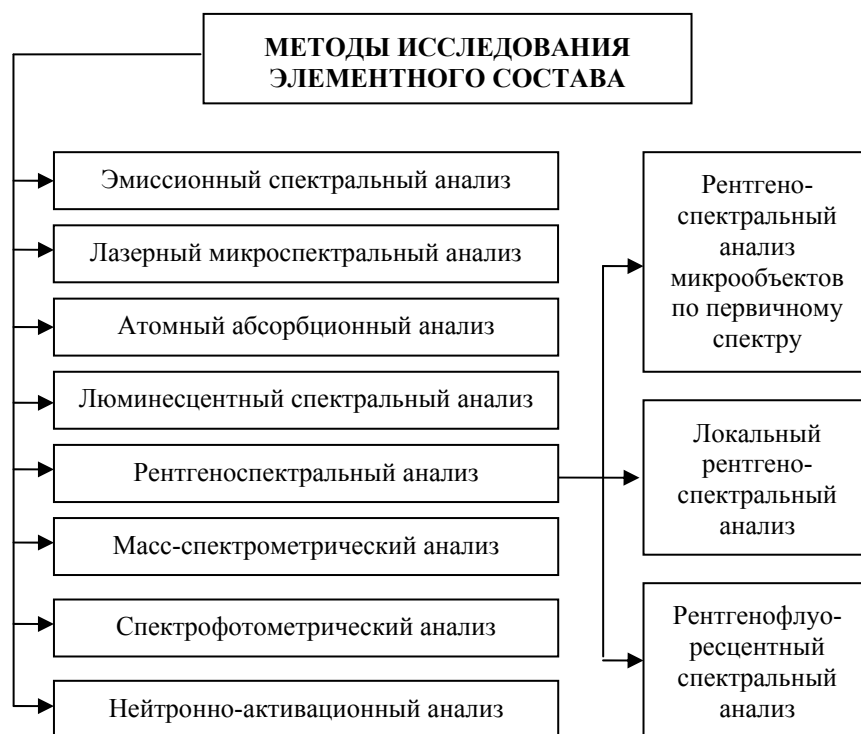 МЕТОДЫ ИССЛЕДОВАНИЯ
ЭЛЕМЕНТНОГО СОСТАВА
Эмиссионный спектральный анализ
Лазерный микроспектральный анализ
Атомный абсорбционный анализ
Люминесцентный спектральный анализ
Рентгеноспектральный анализ
Масс-спектрометрический анализ
Спектрофотометрический анализ
Нейтронно-активационный анализ
Рентгено-
спектральный
анализ
микрообъектов
по первичному
спектру
Локальный
рентгено-
спектральный
анализ
Рентгенофлуо-
ресцентный
спектральный
анализ